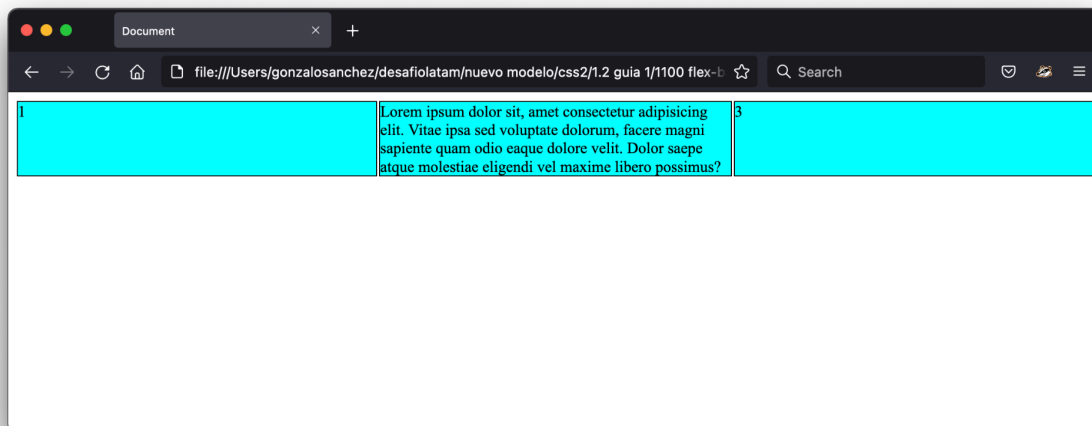 Document
file:///Users/gonzalosanchez/desafiolatam/nuevo modelo/css2/1.2 guia 1/1100 flex-b
Search
1
Lorem ipsum dolor sit, amet consectetur adipisicing
elit. Vitae ipsa sed voluptate dolorum, facere magni
sapiente quam odio eaque dolore velit. Dolor saepe
atque molestiae eligendi vel maxime libero possimus?
3